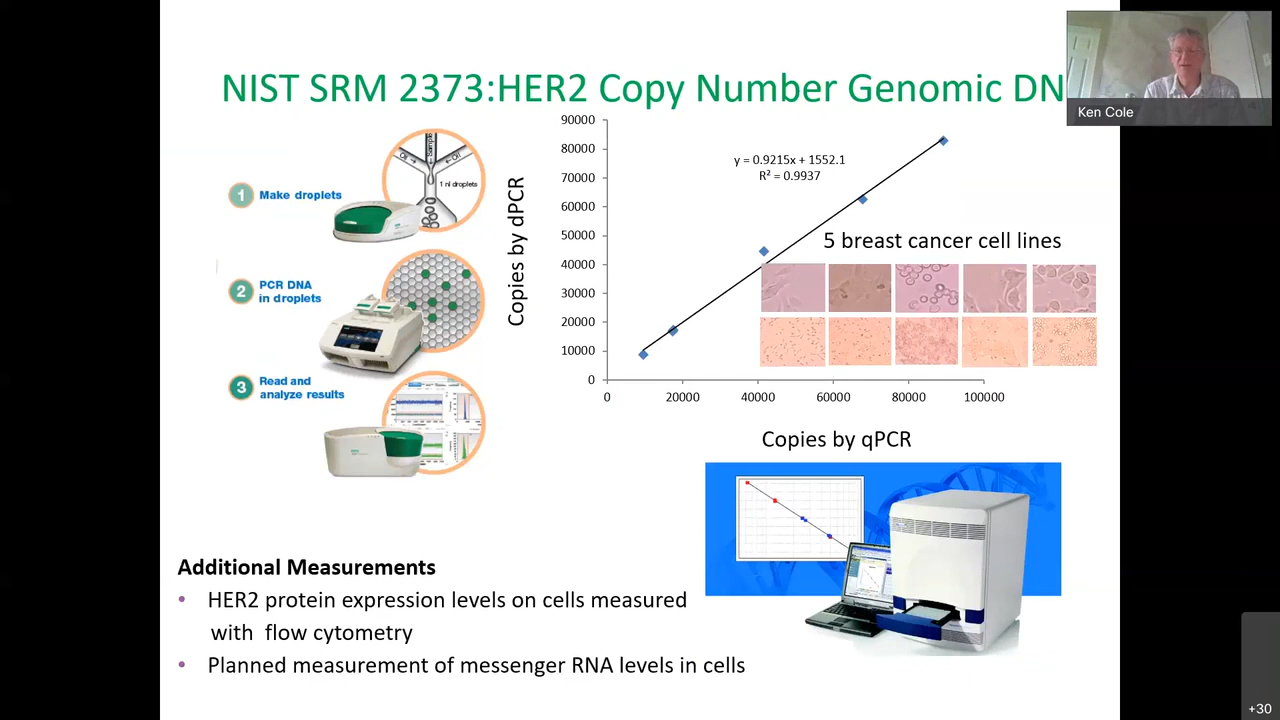 NIST SRM 2373:HER2 Copy Number Genomic DN
Ken Cole
1
Make droplets
Oil
Sample
Oil
1 nl droplets
2
PCR DNA
in droplets
3
Read and
analyze results
Copies by dPCR
90000
80000
70000
60000
50000
40000
30000
20000
10000
0
y = 0.9215x + 1552.1
R² = 0.9937
5 breast cancer cell lines
0
20000
40000
60000
80000
100000
Copies by qPCR
Additional Measurements
• HER2 protein expression levels on cells measured
with flow cytometry
• Planned measurement of messenger RNA levels in cells
+30